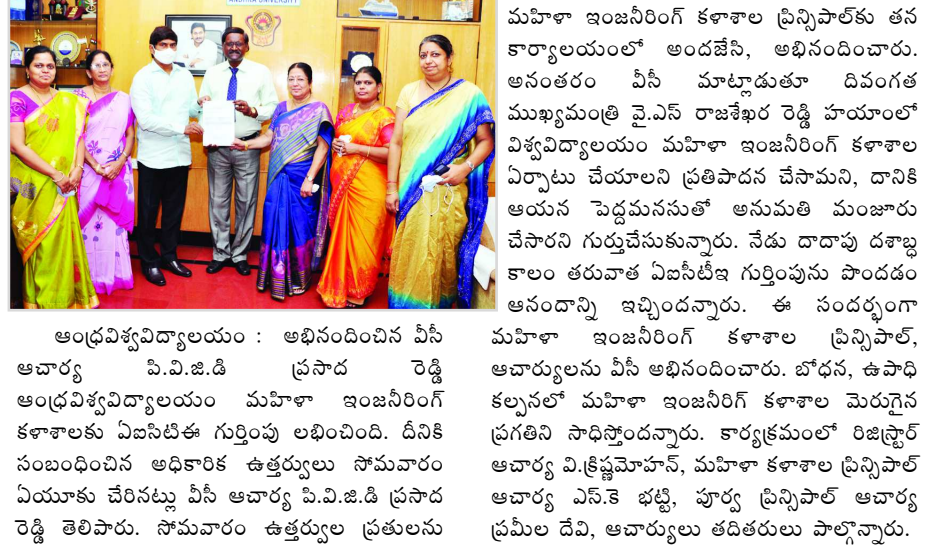 ANDHRA UNIVERSITY
ఆంధ్రవిశ్వవిద్యాలయం : అభినందించిన వీసీ
ఆచార్య పి.వి.జి.డి ప్రసాద రెడ్డి
ఆంధ్రవిశ్వవిద్యాలయం మహిళా ఇంజనీరింగ్
కళాశాలకు ఏఐసిటిఈ గుర్తింపు లభించింది. దీనికి
సంబంధించిన అధికారిక ఉత్తర్వులు సోమవారం
ఏయూకు చేరినట్లు వీసీ ఆచార్య పి.వి.జి.డి ప్రసాద
రెడ్డి తెలిపారు. సోమవారం ఉత్తర్వుల ప్రతులను
మహిళా ఇంజనీరింగ్ కళాశాల ప్రిన్సిపాల్‌కు తన
కార్యాలయంలో అందజేసి, అభినందించారు.
అనంతరం వీసీ మాట్లాడుతూ దివంగత
ముఖ్యమంత్రి వై.ఎస్ రాజశేఖర రెడ్డి హయాంలో
విశ్వవిద్యాలయం మహిళా ఇంజనీరింగ్ కళాశాల
ఏర్పాటు చేయాలని ప్రతిపాదన చేసామని, దానికి
ఆయన పెద్దమనసుతో అనుమతి మంజూరు
చేసారని గుర్తుచేసుకున్నారు. నేడు దాదాపు దశాబ్ధ
కాలం తరువాత ఏఐసీటీఇ గుర్తింపును పొందడం
ఆనందాన్ని ఇచ్చిందన్నారు. ఈ సందర్భంగా
మహిళా ఇంజనీరింగ్ కళాశాల ప్రిన్సిపాల్,
ఆచార్యులను వీసీ అభినందించారు. బోధన, ఉపాధి
కల్పనలో మహిళా ఇంజనీరిగ్ కళాశాల మెరుగైన
ప్రగతిని సాధిస్తోందన్నారు. కార్యక్రమంలో రిజిస్ట్రార్
ఆచార్య వి.క్రిష్ణమోహన్, మహిళా కళాశాల ప్రిన్సిపాల్
ఆచార్య ఎస్.కె భట్టి, పూర్వ ప్రిన్సిపాల్ ఆచార్య
ప్రమీల దేవి, ఆచార్యులు తదితరులు పాల్గొన్నారు.